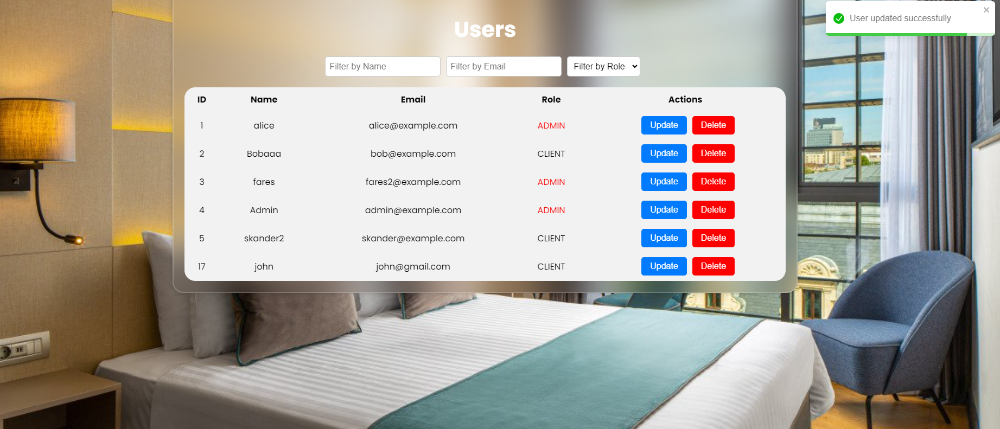 User updated successfully
Users
Filter by Name Filter by Email Filter by Role
ID Name Email Role Actions
1 alice alice@example.com ADMIN Update Delete
2 Bobaaa bob@example.com CLIENT Update Delete
3 fares fares2@example.com ADMIN Update Delete
4 Admin admin@example.com ADMIN Update Delete
5 skander2 skander@example.com CLIENT Update Delete
17 john john@gmail.com CLIENT Update Delete